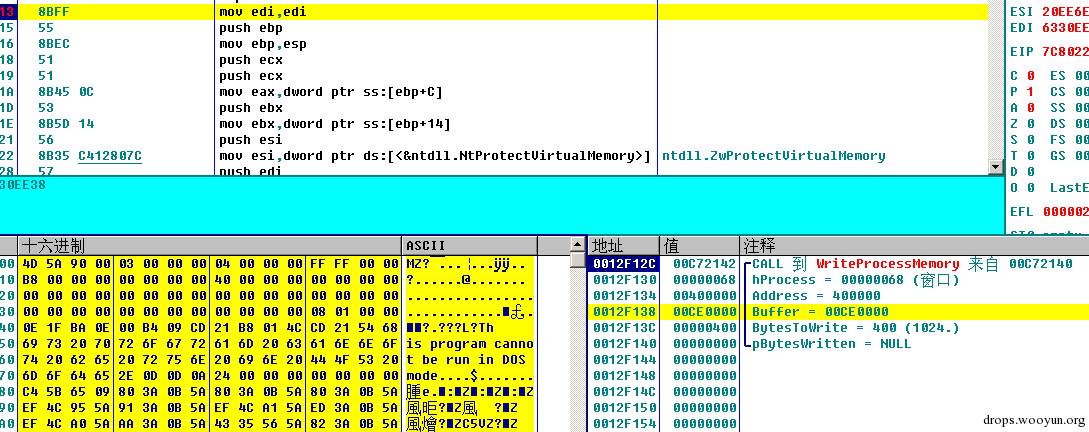 13 8BFF mov edi,edi
15 55 push ebp
16 8BEC mov ebp,esp
18 51 push ecx
19 51 push ecx
1A 8B45 0C mov eax,dword ptr ss:[ebp+C]
1D 53 push ebx
1E 8B5D 14 mov ebx,dword ptr ss:[ebp+14]
21 56 push esi
22 8B35 C412807C mov esi,dword ptr ds:[<&ntdll.NtProtectVirtualMemory>] ntdll.ZwProtectVirtualMemory
28 57 push edi
ESI 20EE6E
EDI 6330EE
EIP 7C8022
C 0 ES 00
P 1 CS 00
A 0 SS 00
Z 0 DS 00
S 0 FS 00
T 0 GS 00
D 0
O 0 LastE
EFL 000002
30EE38
十六进制 ASCII
00 4D 5A 90 00 03 00 00 00 04 00 00 00 FF FF 00 00 MZ? ... ¦...ÿÿ..
10 B8 00 00 00 00 00 00 00 40 00 00 00 00 00 00 00 ?.......@.......
20 00 00 00 00 00 00 00 00 00 00 00 00 00 00 00 00 ................
30 00 00 00 00 00 00 00 00 00 00 00 00 08 01 00 00
40 0E 1F BA 0E 00 B4 09 CD 21 B8 01 4C CD 21 54 68
50 69 73 20 70 72 6F 67 72 61 6D 20 63 61 6E 6E 6F is program canno
60 74 20 62 65 20 72 75 6E 20 69 6E 20 44 4F 53 20 t be run in DOS
70 6D 6F 64 65 2E 0D 0D 0A 24 00 00 00 00 00 00 00 mode....$.......
80 C4 5B 65 09 80 3A 0B 5A 80 3A 0B 5A 80 3A 0B 5A
90 EF 4C 95 5A 91 3A 0B 5A EF 4C A1 5A ED 3A 0B 5A
A0 EF 4C A0 5A AA 3A 0B 5A 43 35 56 5A 82 3A 0B 5A
地址 值 注释
0012F12C 00C72142 CALL 到 WriteProcessMemory 来自 00C72140
0012F130 00000068 hProcess = 00000068 (窗口)
0012F134 00400000 Address = 400000
0012F138 00CE0000 Buffer = 00CE0000
0012F13C 00000400 BytesToWrite = 400 (1024.)
0012F140 00000000 pBytesWritten = NULL
0012F144 00000000
0012F148 00000000
0012F14C 00000000
0012F150 00000000
0012F154 00000000
drops.wooyun.org